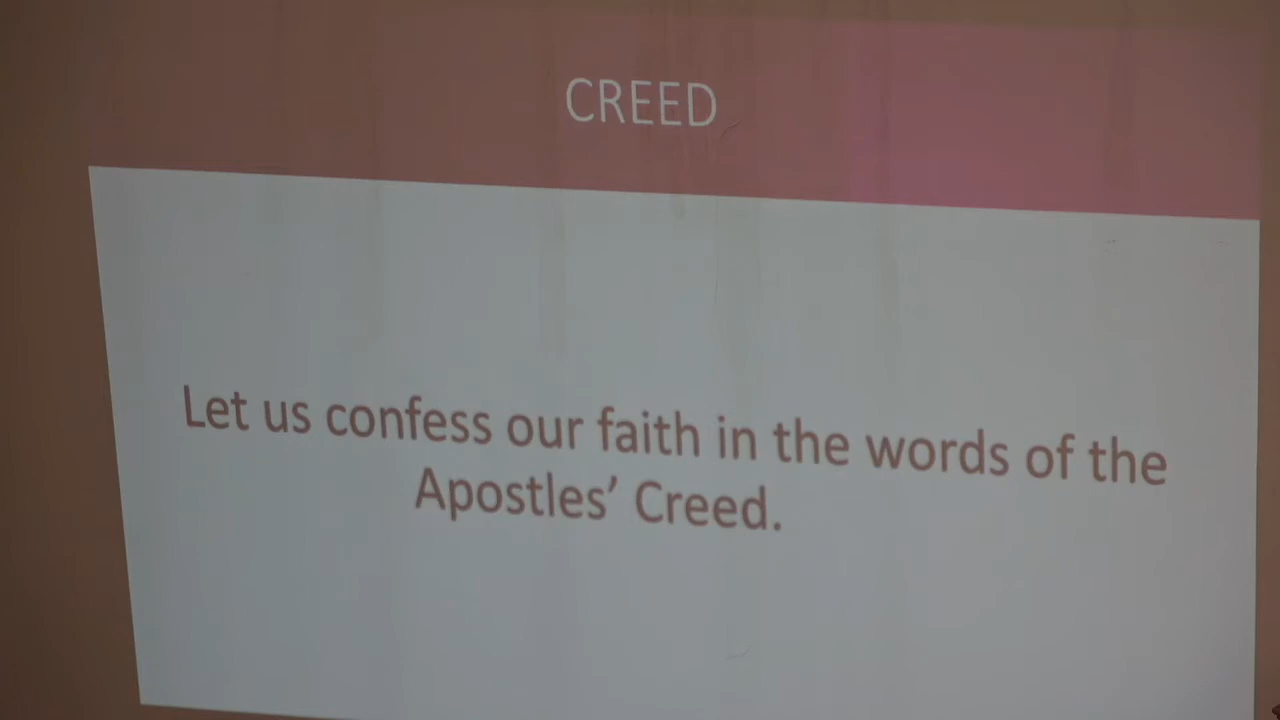 CREED
Let us confess our faith in the words of the
Apostles’ Creed.